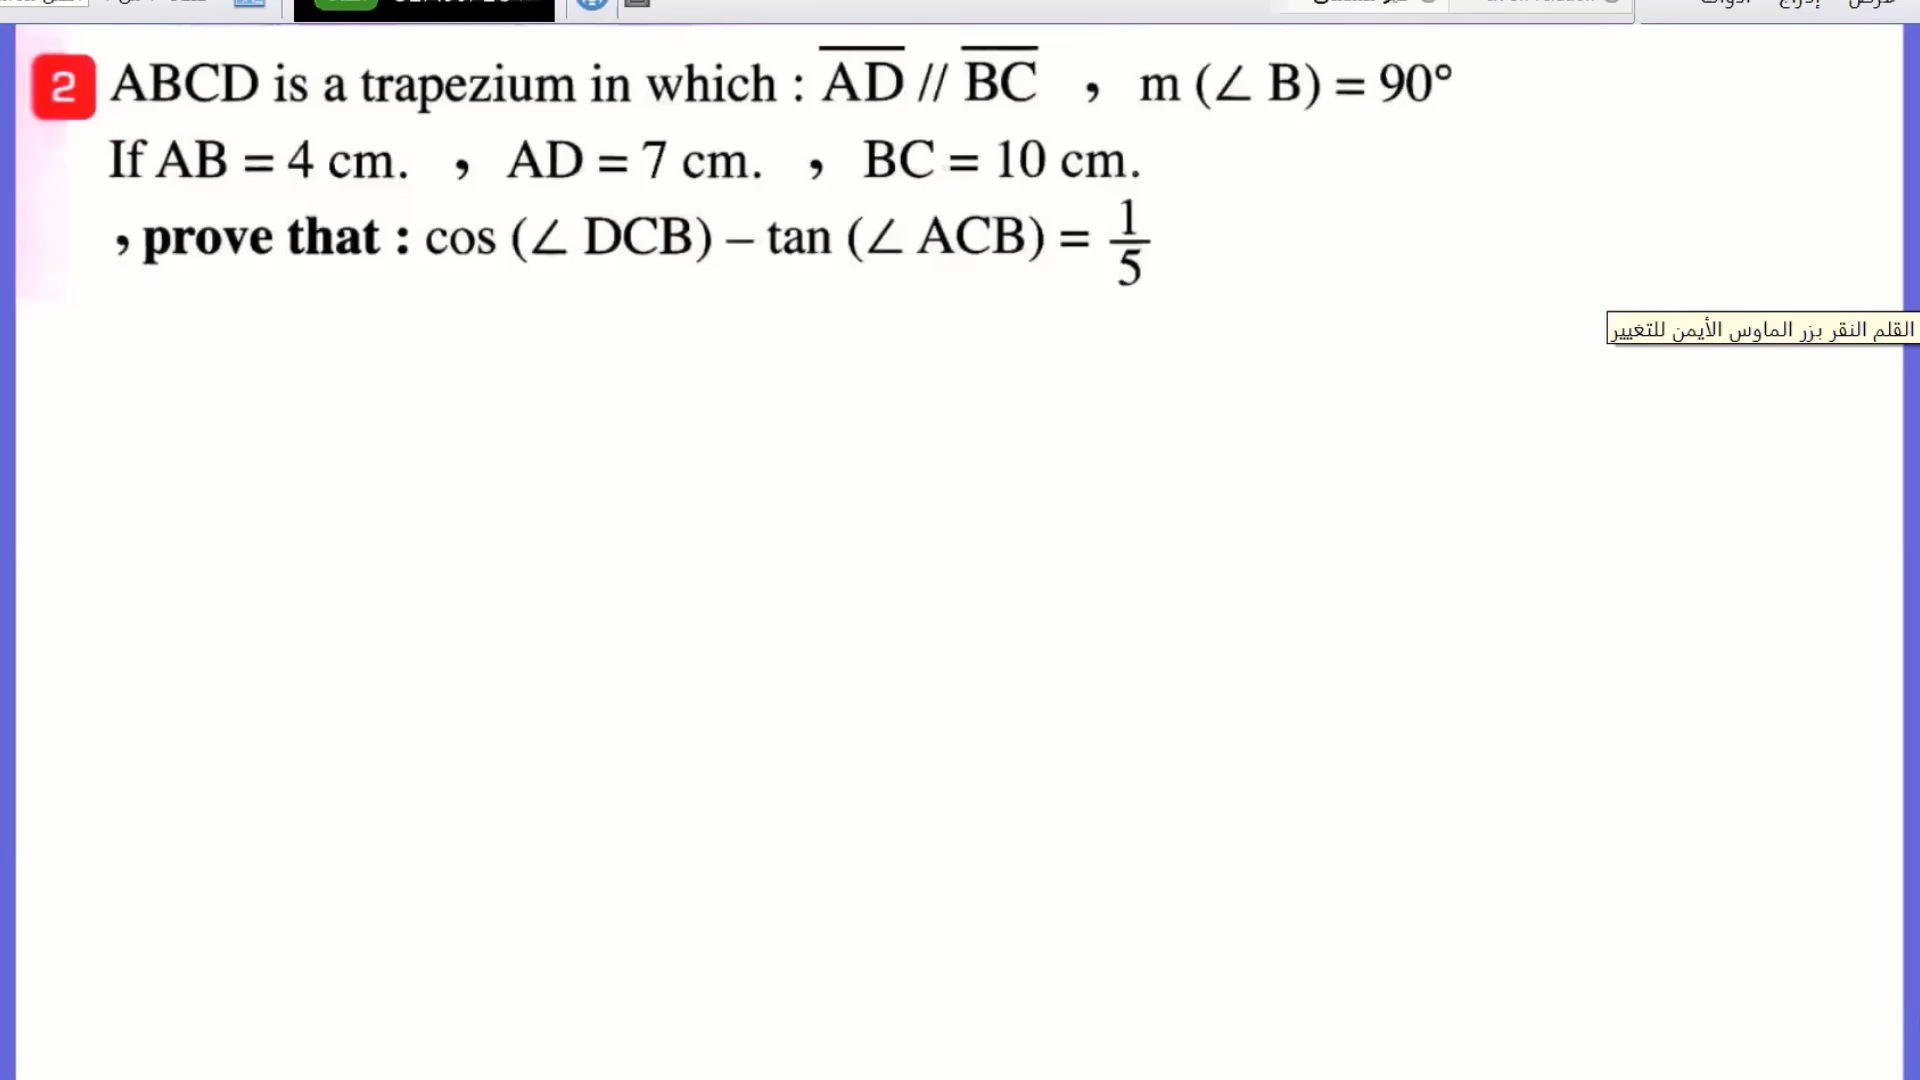 2 ABCD is a trapezium in which : AD // BC , m (∠ B) = 90°
If AB = 4 cm. , AD = 7 cm. , BC = 10 cm.
, prove that : cos (∠ DCB) – tan (∠ ACB) = 1/5
القلم النقر بزر الماوس الأيمن للتغيير